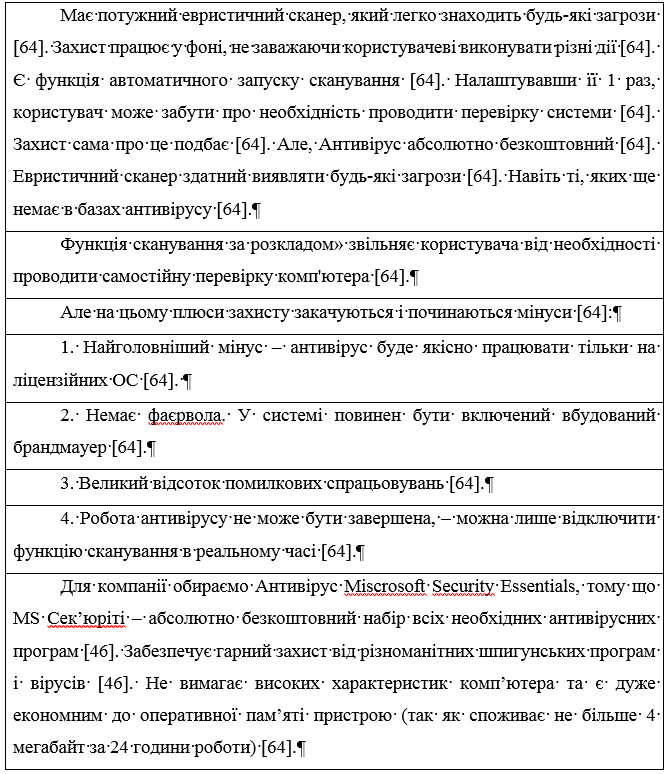 Має потужний евристичний сканер, який легко знаходить будь-які загрози
[64]. Захист працює у фоні, не заважаючи користувачеві виконувати різні дії [64].
Є функція автоматичного запуску сканування [64]. Налаштувавши її 1 раз,
користувач може забути про необхідність проводити перевірку системи [64].
Захист сама про це подбає [64]. Але, Антивірус абсолютно безкоштовний [64].
Евристичний сканер здатний виявляти будь-які загрози [64]. Навіть ті, яких ще
немає в базах антивірусу [64].¶
Функція сканування за розкладом» звільняє користувача від необхідності
проводити самостійну перевірку комп'ютера [64].¶
Але на цьому плюси захисту закачуються і починаються мінуси [64]:¶
1. Найголовніший мінус – антивірус буде якісно працювати тільки на
ліцензійних ОС [64]. ¶
2. Немає фаєрвола. У системі повинен бути включений вбудований
брандмауер [64].¶
3. Великий відсоток помилкових спрацьовувань [64].¶
4. Робота антивірусу не може бути завершена, – можна лише відключити
функцію сканування в реальному часі [64].¶
Для компанії обираємо Антивірус Miscrosoft Security Essentials, тому що
MS Сек’юріті – абсолютно безкоштовний набір всіх необхідних антивірусних
програм [46]. Забезпечує гарний захист від різноманітних шпигунських програм
і вірусів [46]. Не вимагає високих характеристик комп’ютера та є дуже
економним до оперативної пам’яті пристрою (так як споживає не більше 4
мегабайт за 24 години роботи) [64].¶